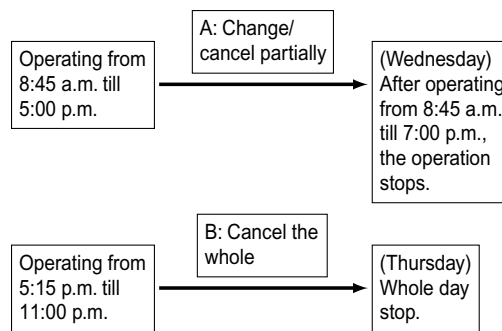 A: Change/
cancel partially
Operating from
8:45 a.m. till
5:00 p.m.
(Wednesday)
After operating
from 8:45 a.m.
till 7:00 p.m.,
the operation
stops.
B: Cancel the
whole
Operating from
5:15 p.m. till
11:00 p.m.
(Thursday)
Whole day
stop.